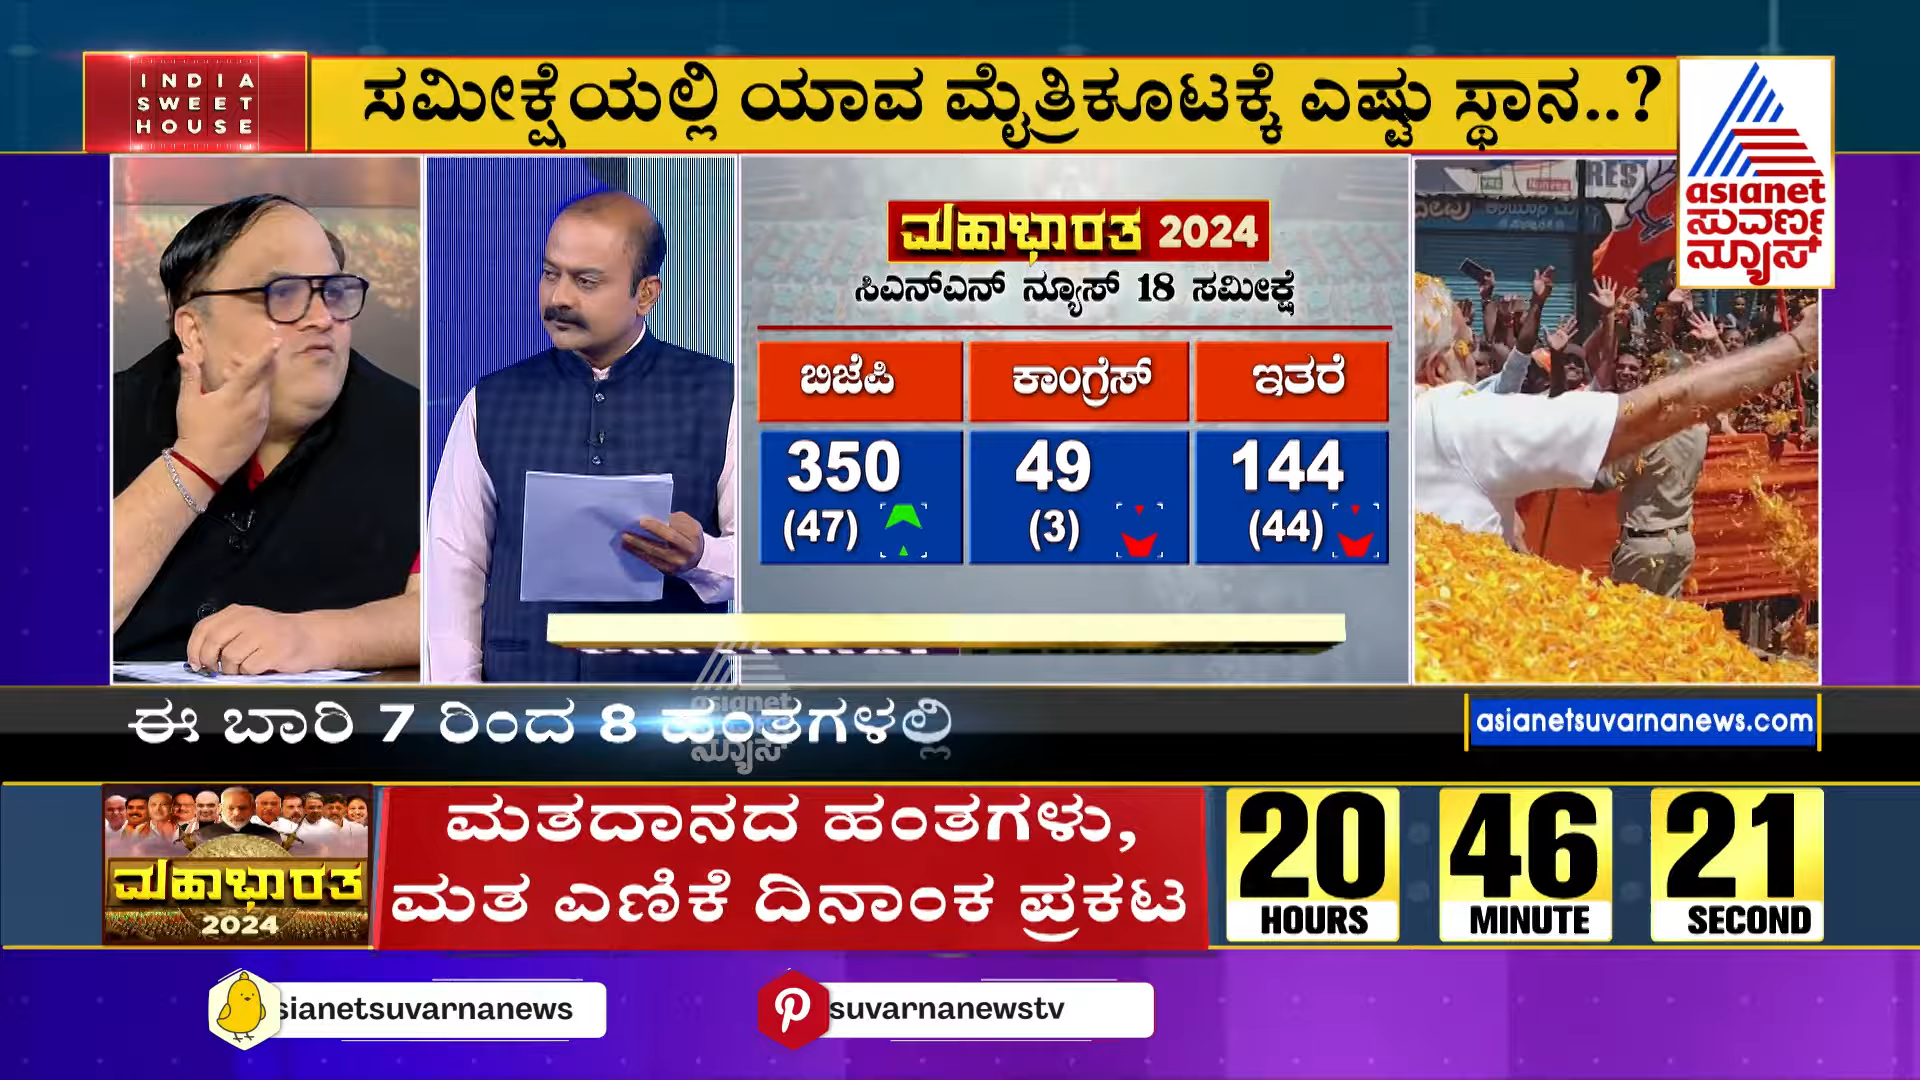 INDIA
SWEET
HOUSE
ಸಮೀಕ್ಷೆಯಲ್ಲಿ ಯಾವ ಮೈತ್ರಿಕೂಟಕ್ಕೆ ಎಷ್ಟು ಸ್ಥಾನ..?
asianet
ಸುವರ್ಣ
ನ್ಯೂಸ್
RES
ಮಹಾಭಾರತ 2024
ಸಿಎನ್ಎನ್ ನ್ಯೂಸ್ 18 ಸಮೀಕ್ಷೆ
ಬಿಜೆಪಿ ಕಾಂಗ್ರೆಸ್ ಇತರೆ
350 49 144
(47) (3) (44)
asianet
ನ್ಯೂಸ್
ಈ ಬಾರಿ 7 ರಿಂದ 8 ಹಂತಗಳಲ್ಲಿ
asianetsuvarnanews.com
ಮಹಾಭಾರತ
2024
ಮತದಾನದ ಹಂತಗಳು,
ಮತ ಎಣಿಕೆ ದಿನಾಂಕ ಪ್ರಕಟ
20 46 21
HOURS MINUTE SECOND
sianetsuvarnanews
suvarnanewstv